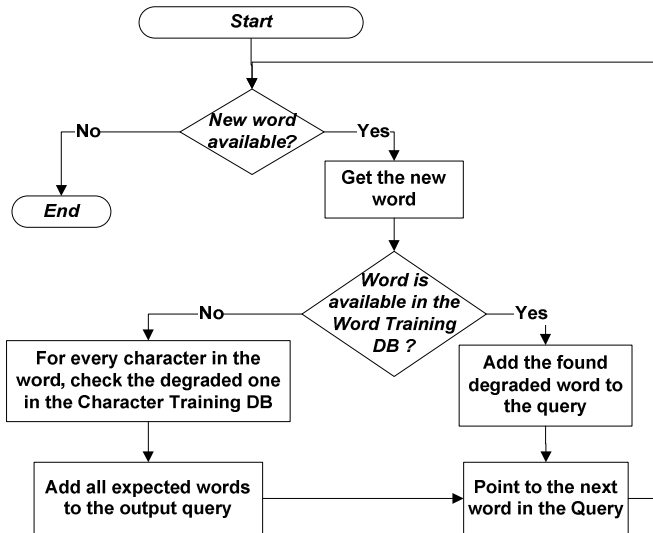 Start
New word
available?
No
Yes
End
Get the new
word
Word is
available in the
Word Training
DB ?
No
Yes
For every character in the
word, check the degraded one
in the Character Training DB
Add the found
degraded word to
the query
Add all expected words
to the output query
Point to the next
word in the Query